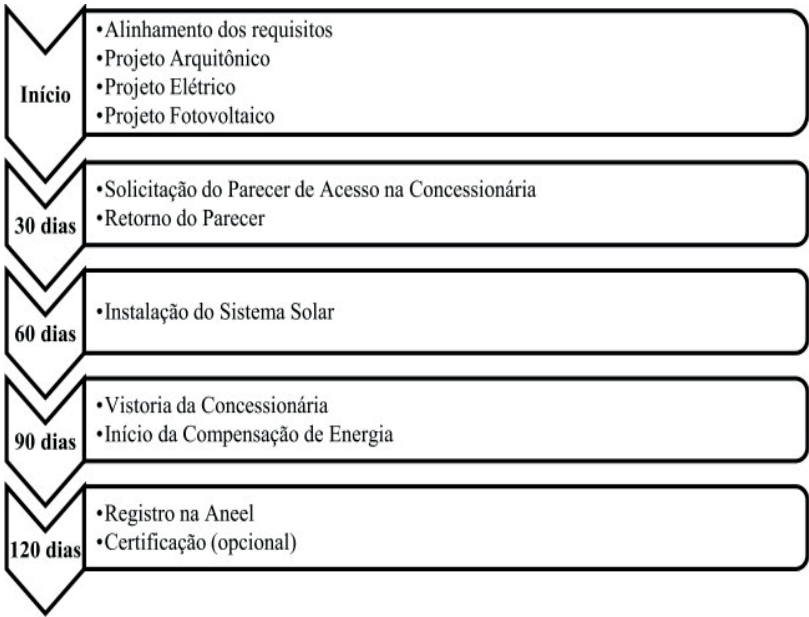 Início
•Alinhamento dos requisitos
•Projeto Arquitônico
•Projeto Elétrico
•Projeto Fotovoltaico
30 dias
•Solicitação do Parecer de Acesso na Concessionária
•Retorno do Parecer
60 dias
•Instalação do Sistema Solar
90 dias
•Vistoria da Concessionária
•Início da Compensação de Energia
120 dias
•Registro na Aneel
•Certificação (opcional)